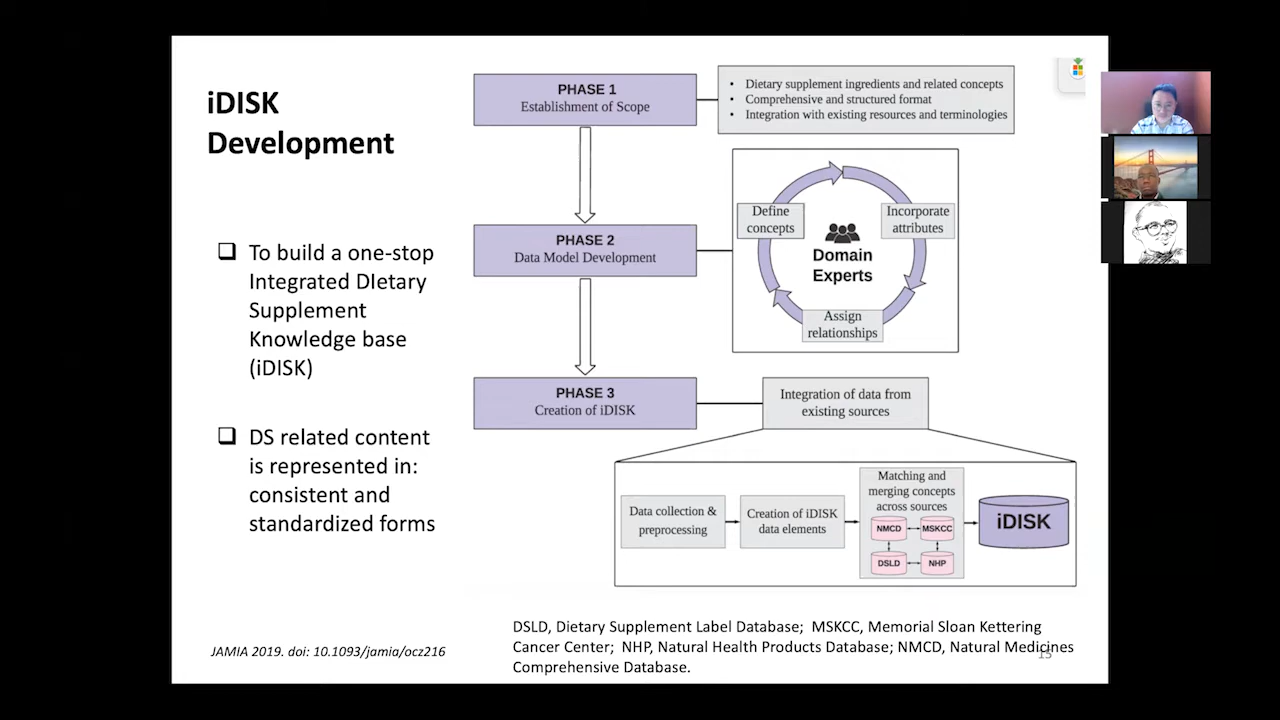 iDISK
Development
To build a one-stop
Integrated DIetary
Supplement
Knowledge base
(iDISK)
DS related content
is represented in:
consistent and
standardized forms
JAMIA 2019. doi: 10.1093/jamia/ocz216
PHASE 1
Establishment of Scope
• Dietary supplement ingredients and related concepts
• Comprehensive and structured format
• Integration with existing resources and terminologies
PHASE 2
Data Model Development
Define
concepts
Incorporate
attributes
Domain
Experts
Assign
relationships
PHASE 3
Creation of iDISK
Integration of data from
existing sources
Data collection &
preprocessing
Creation of iDISK
data elements
Matching and
merging concepts
across sources
NMCD
MSKCC
DSLD
NHP
iDISK
DSLD, Dietary Supplement Label Database; MSKCC, Memorial Sloan Kettering
Cancer Center; NHP, Natural Health Products Database; NMCD, Natural Medicines
Comprehensive Database.
15